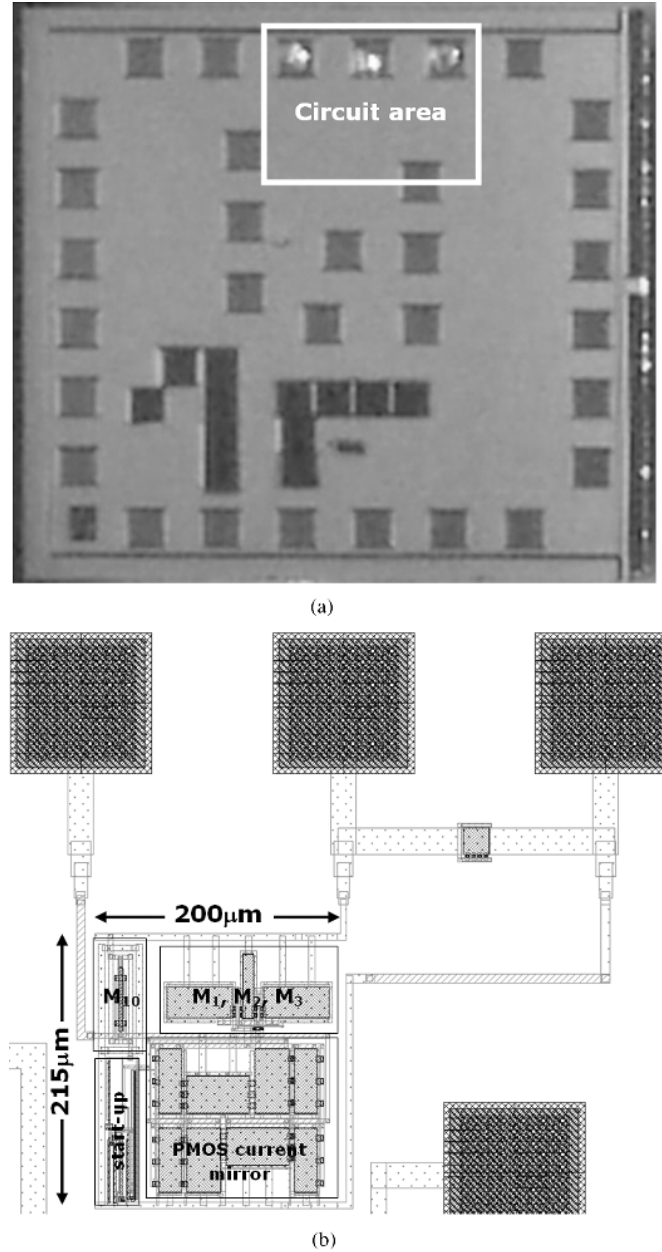 Circuit area
(a)
200μm
215μm
M₁₀
M₁, M₂, M₃
start-up
PMOS current
mirror
(b)